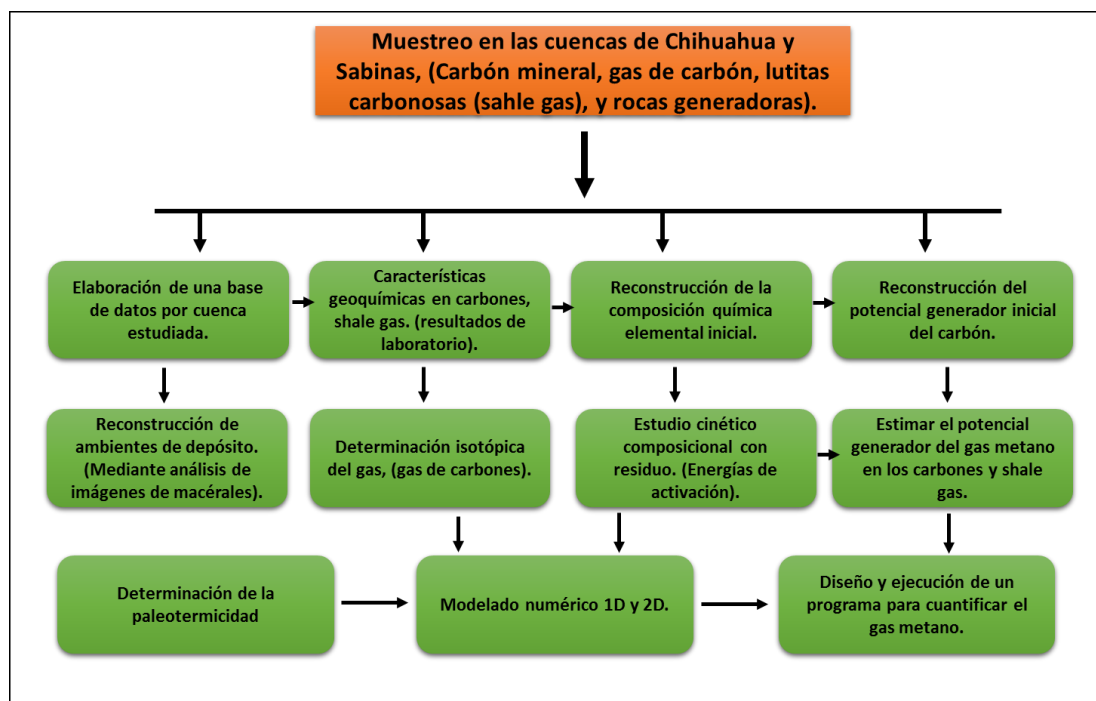 Muestreo en las cuencas de Chihuahua y
Sabinas, (Carbón mineral, gas de carbón, lutitas
carbonosas (sahle gas), y rocas generadoras).
Elaboración de una base
de datos por cuenca
estudiada.
Características
geoquímicas en carbones,
shale gas. (resultados de
laboratorio).
Reconstrucción de la
composición química
elemental inicial.
Reconstrucción del
potencial generador inicial
del carbón.
Reconstrucción de
ambientes de depósito.
(Mediante análisis de
imágenes de macérales).
Determinación isotópica
del gas, (gas de carbones).
Estudio cinético
composicional con
residuo. (Energías de
activación).
Estimar el potencial
generador del gas metano
en los carbones y shale
gas.
Determinación de la
paleotermicidad
Modelado numérico 1D y 2D.
Diseño y ejecución de un
programa para cuantificar el
gas metano.